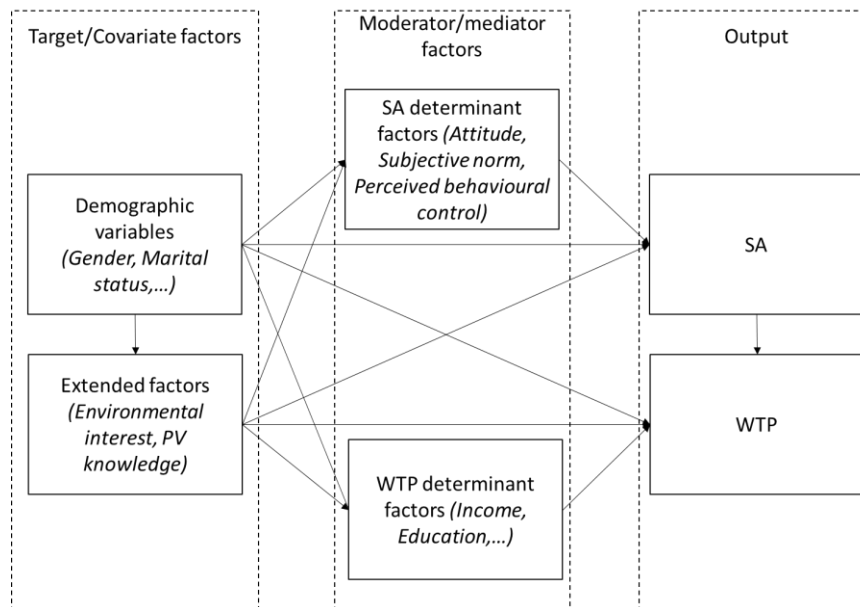 Target/Covariate factors
Demographic
variables
(Gender, Marital
status,...)
Extended factors
(Environmental
interest, PV
knowledge)
Moderator/mediator
factors
SA determinant
factors (Attitude,
Subjective norm,
Perceived behavioural
control)
WTP determinant
factors (Income,
Education,...)
Output
SA
WTP